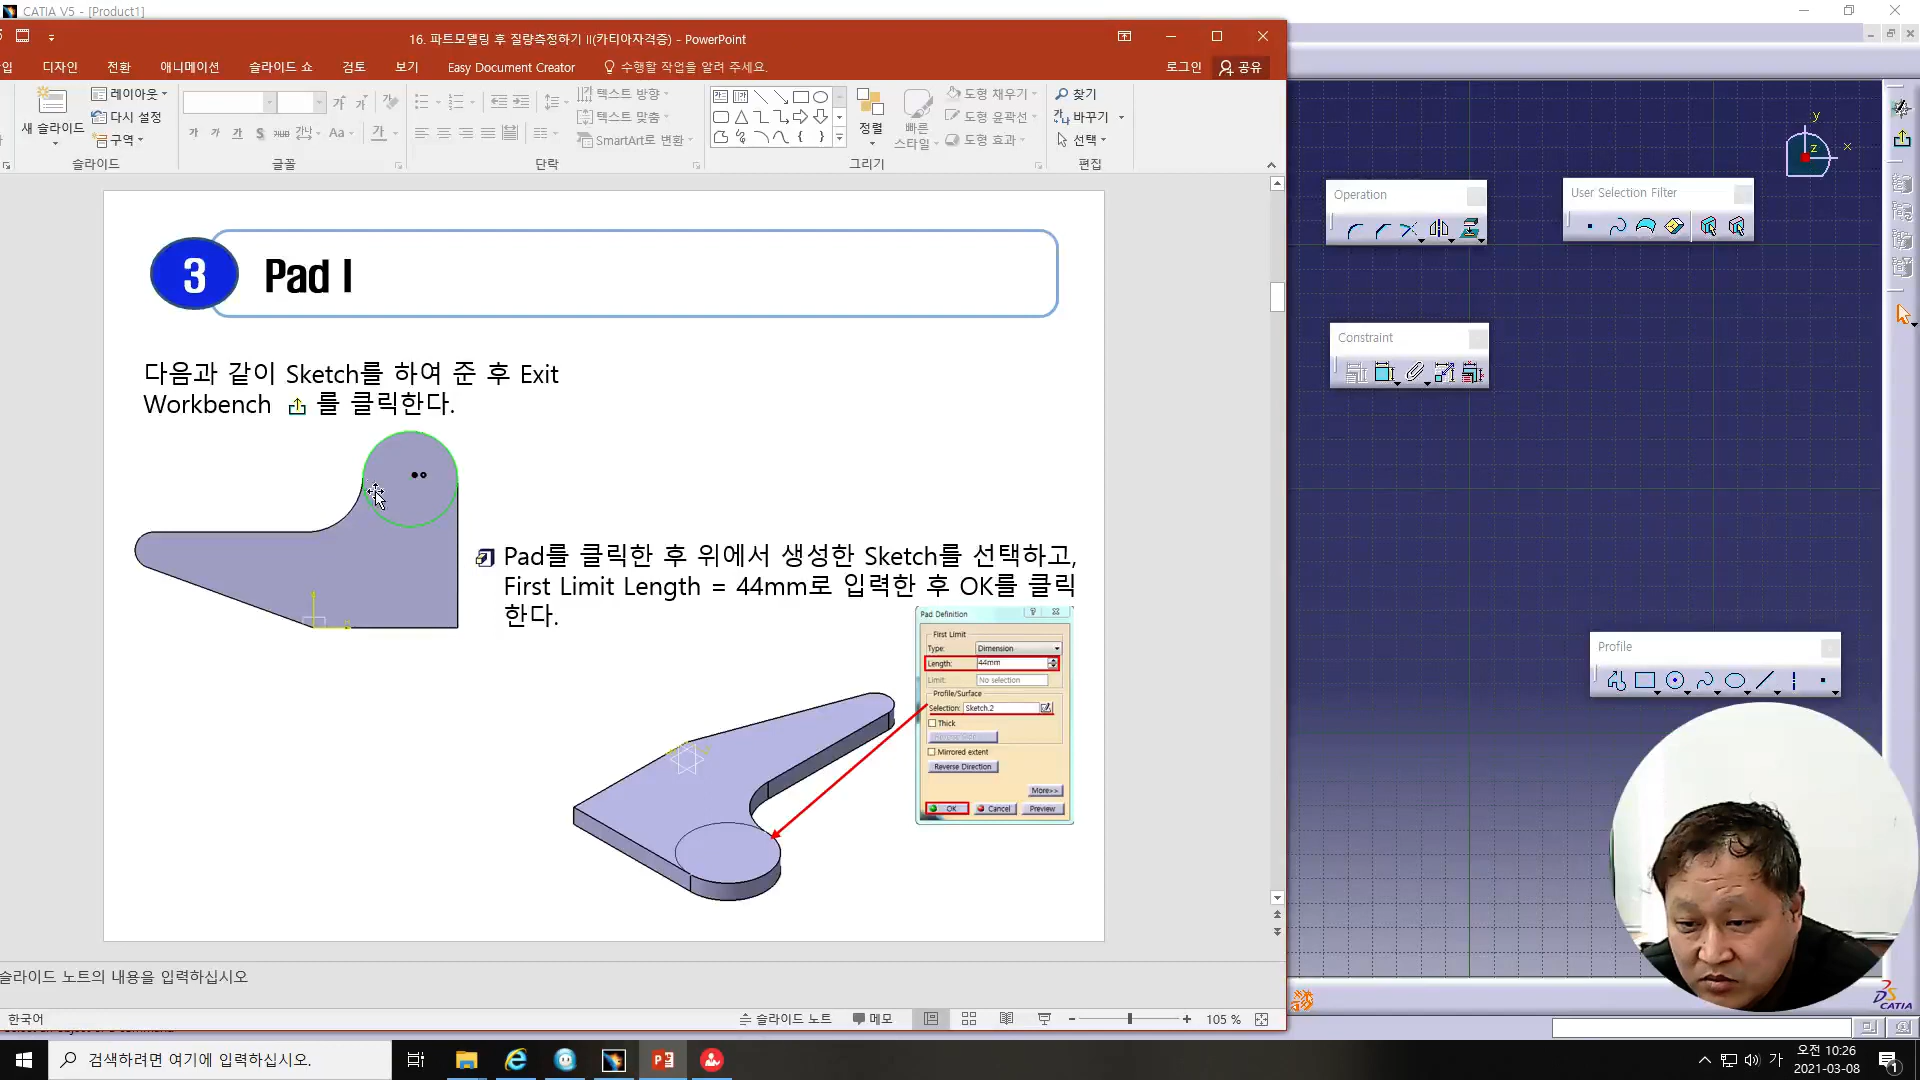 CATIA V5 - [Product1]
16. 파트모델링 후 질량측정하기 II(카티아자격증) - PowerPoint
디자인
전환
애니메이션
슬라이드 쇼
검토
보기
Easy Document Creator
수행할 작업을 알려 주세요.
로그인
공유
새 슬라이드
레이아웃
다시 설정
구역
슬라이드
가
가
가
S
Aa
가
글꼴
텍스트 방향
텍스트 맞춤
SmartArt로 변환
단락
정렬
빠른
스타일
도형 채우기
도형 윤곽선
도형 효과
그리기
찾기
바꾸기
선택
편집
3
Pad I
다음과 같이 Sketch를 하여 준 후 Exit
Workbench 를 클릭한다.
Pad를 클릭한 후 위에서 생성한 Sketch를 선택하고,
First Limit Length = 44mm로 입력한 후 OK를 클릭
한다.
Pad Definition
First Limit
Type:
Dimension
Length:
44mm
Limit:
No selection
Profile/Surface
Selection:
Sketch.2
Thick
Mirrored extent
Reverse Direction
More>>
OK
Cancel
Preview
슬라이드 노트의 내용을 입력하십시오
한국어
슬라이드 노트
메모
105 %
Operation
User Selection Filter
Constraint
Profile
y
z
x
CATIA
검색하려면 여기에 입력하십시오.
가
오전 10:26
2021-03-08
1